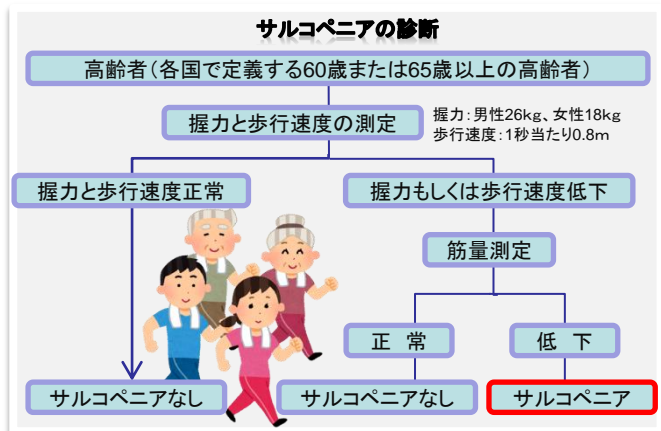 サルコペニアの診断
高齢者（各国で定義する60歳または65歳以上の高齢者）
握力と歩行速度の測定
握力：男性26kg、女性18kg
歩行速度：1秒当たり0.8m
握力と歩行速度正常
握力もしくは歩行速度低下
筋量測定
正　常
低　下
サルコペニアなし
サルコペニアなし
サルコペニア